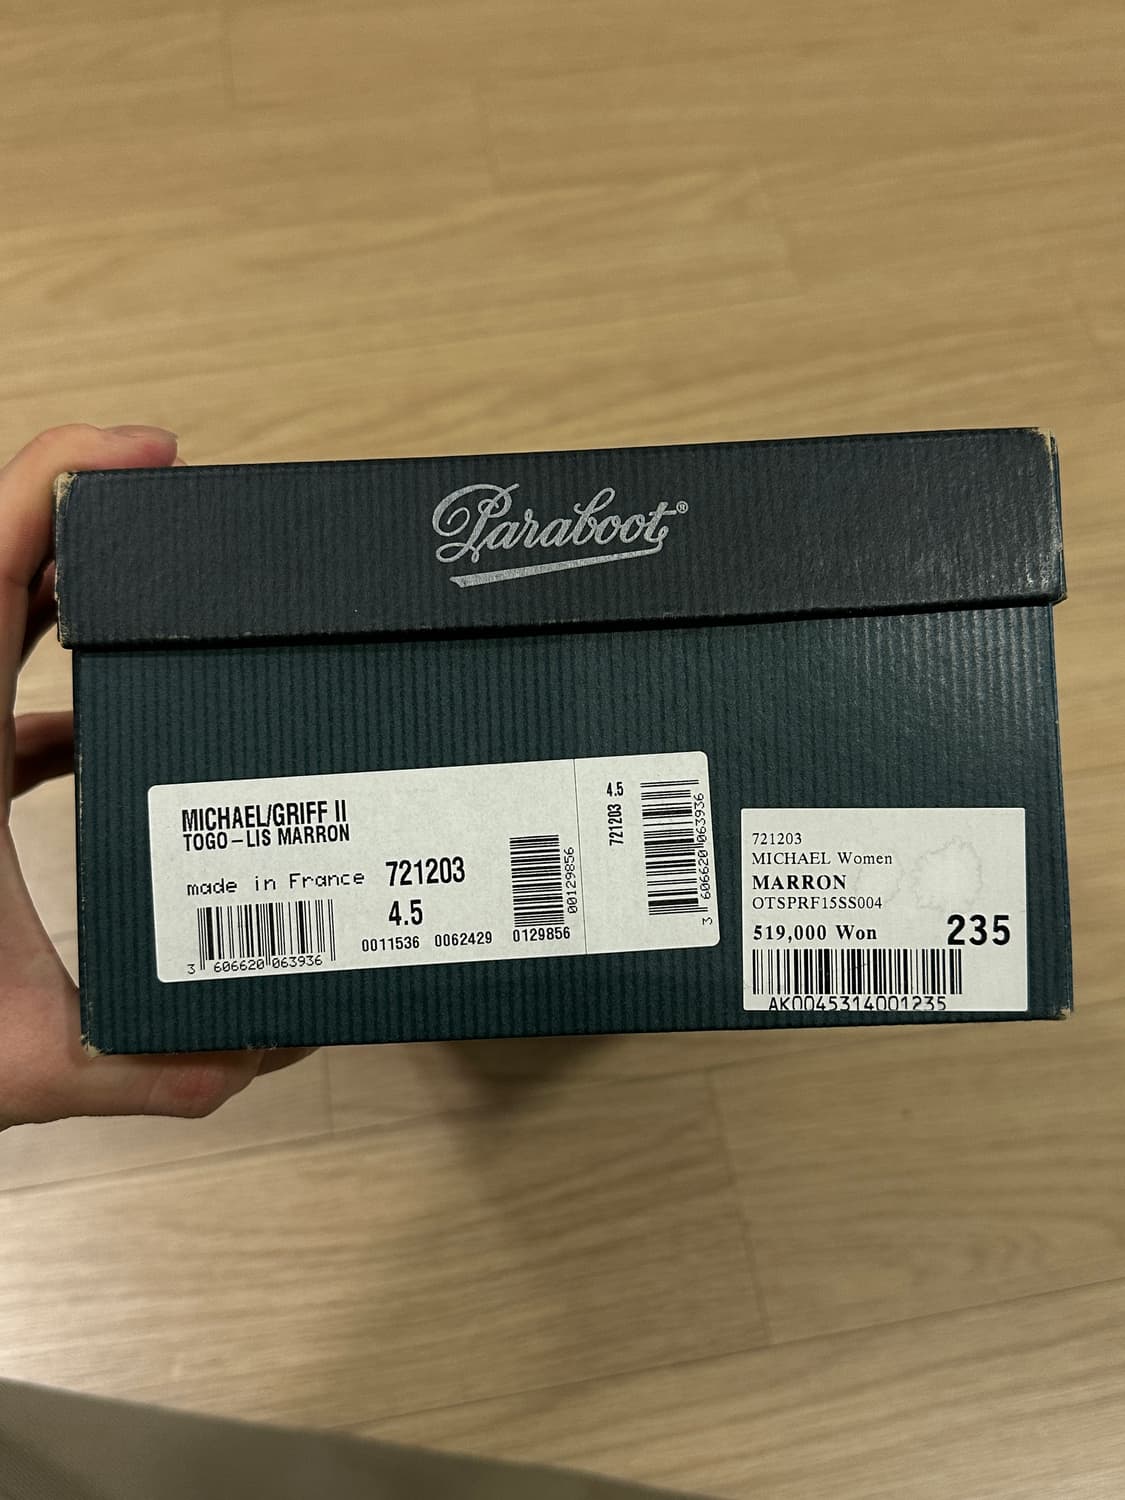 Paraboot®
MICHAEL/GRIFF II
TOGO-LIS MARRON
made in France 721203
4.5
0011536 0062429 0129856
3 606620 063936
00129856
721203 4.5
3 606620 063936
721203
MICHAEL Women
MARRON
OTSPRF15SS004
519,000 Won 235
AK0045314001235